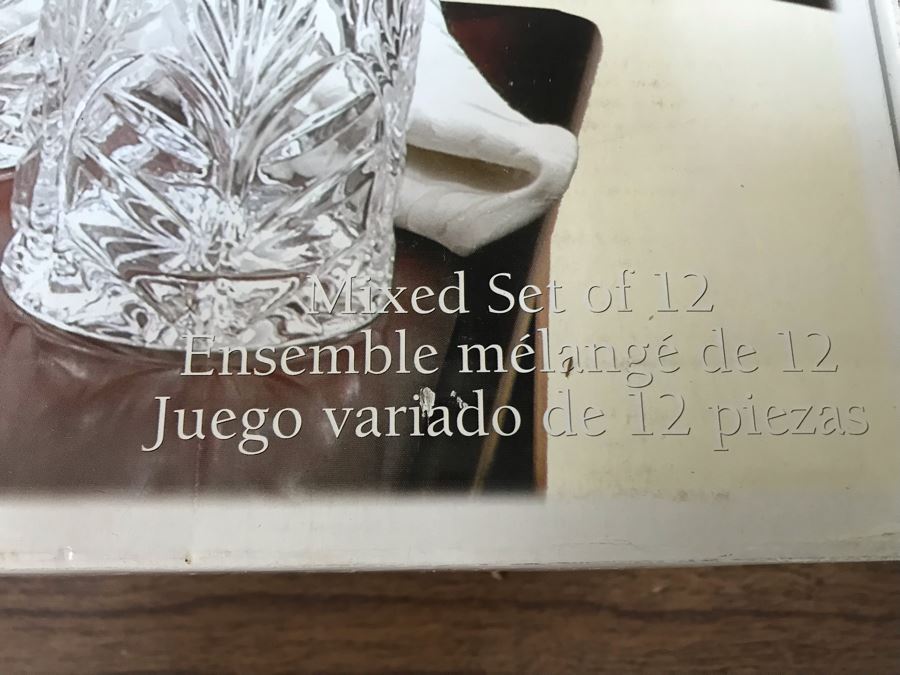 Mixed Set of 12
Ensemble mélangé de 12
Juego variado de 12 piezas